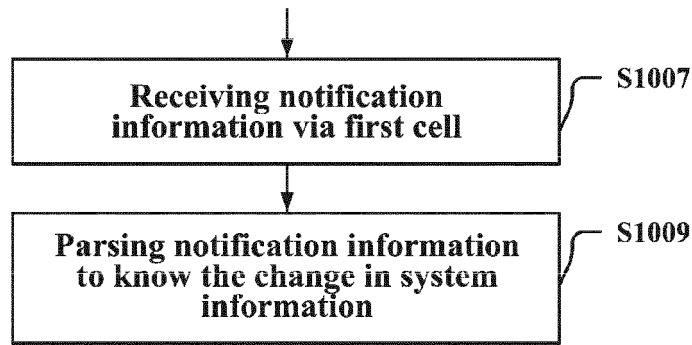 Receiving notification
information via first cell
S1007
Parsing notification information
to know the change in system
information
S1009